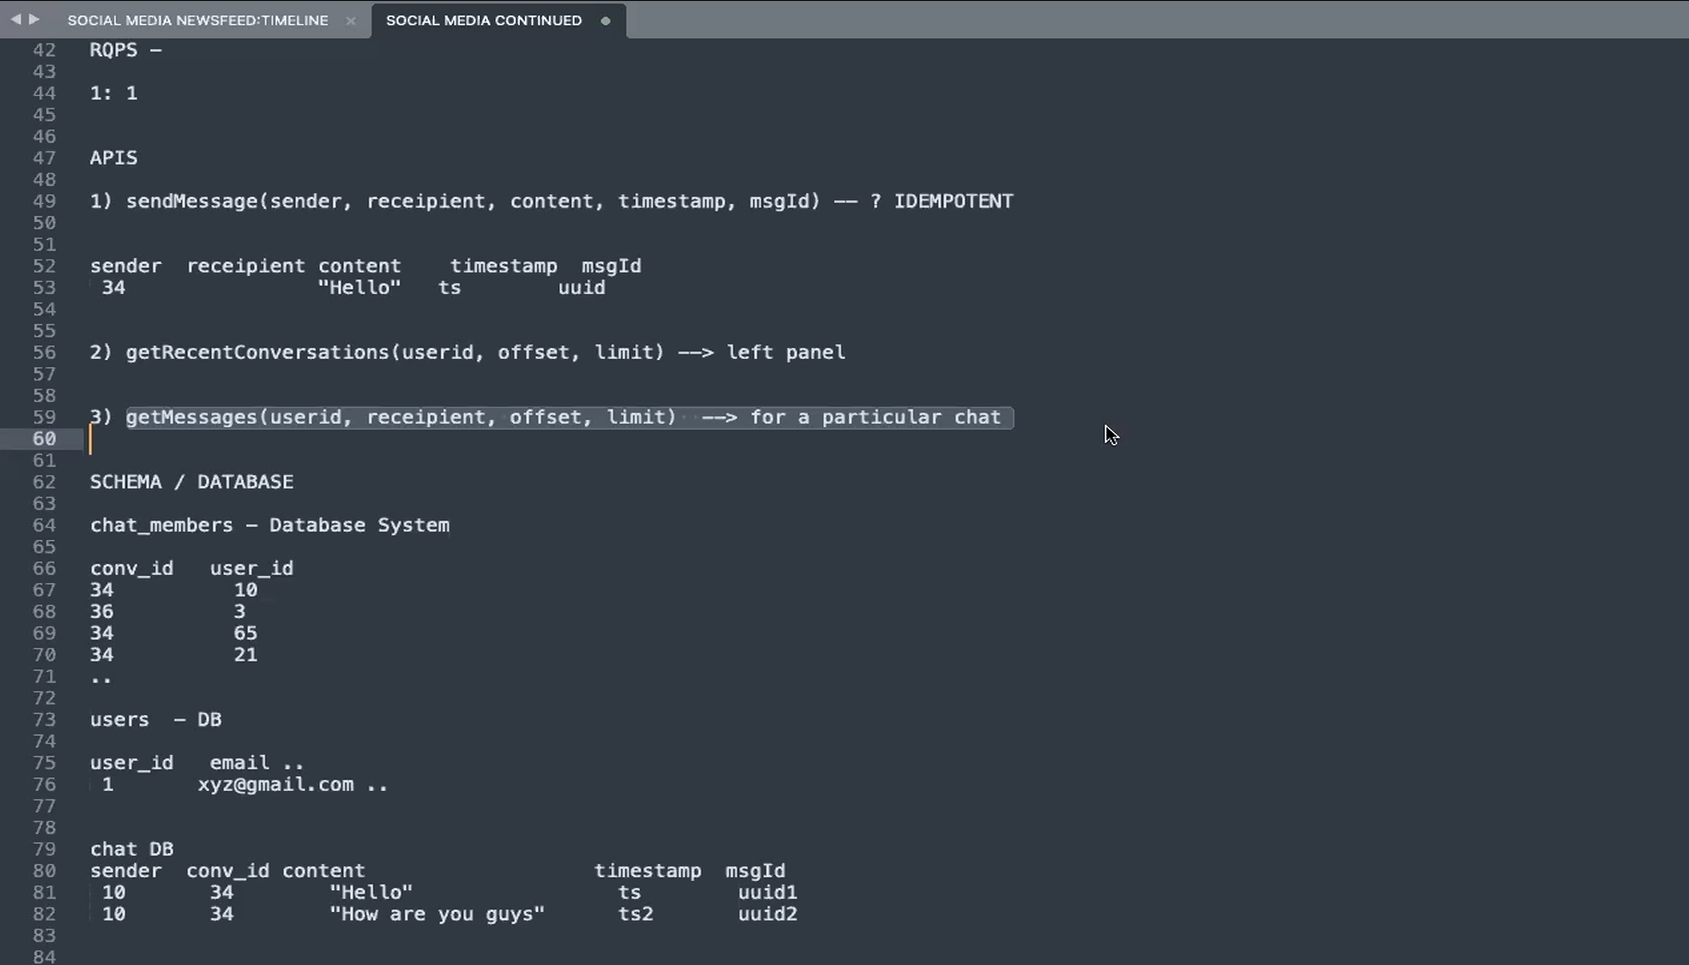 SOCIAL MEDIA NEWSFEED:TIMELINE × SOCIAL MEDIA CONTINUED
42 RQPS –
43
44 1: 1
45
46
47 APIS
48
49 1) sendMessage(sender, receipient, content, timestamp, msgId) –– ? IDEMPOTENT
50
51
52 sender receipient content timestamp msgId
53 34 "Hello" ts uuid
54
55
56 2) getRecentConversations(userid, offset, limit) ––> left panel
57
58
59 3) getMessages(userid, receipient, offset, limit) ––> for a particular chat
60
61
62 SCHEMA / DATABASE
63
64 chat_members – Database System
65
66 conv_id user_id
67 34 10
68 36 3
69 34 65
70 34 21
71 ..
72
73 users – DB
74
75 user_id email ..
76 1 xyz@gmail.com ..
77
78
79 chat DB
80 sender conv_id content timestamp msgId
81 10 34 "Hello" ts uuid1
82 10 34 "How are you guys" ts2 uuid2
83
84